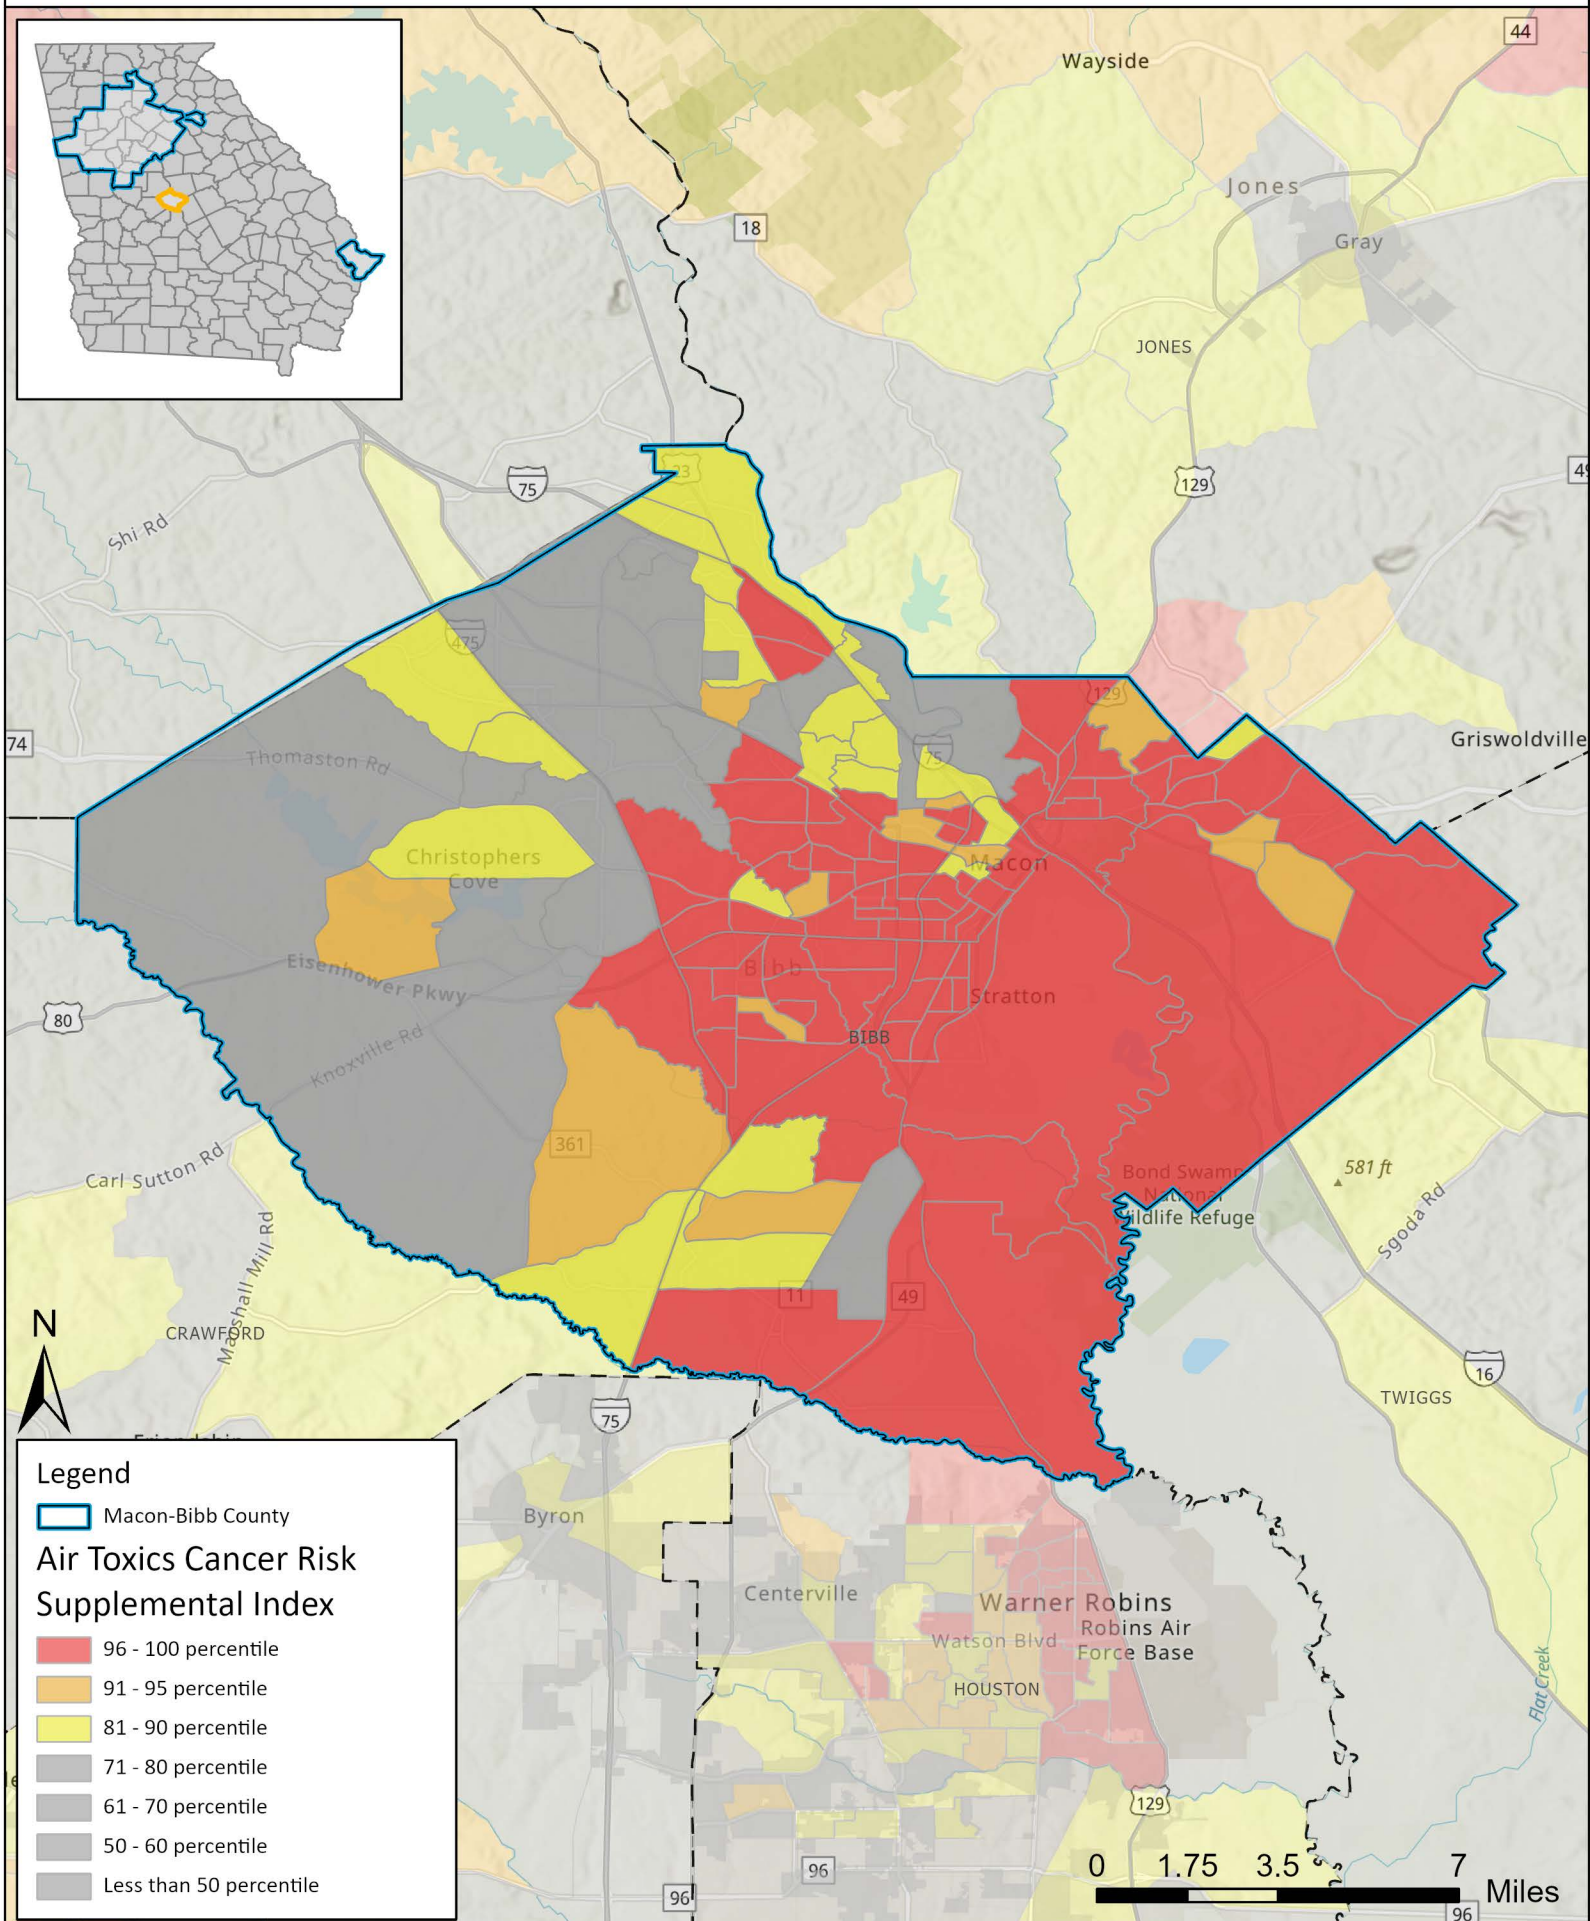 44
Wayside
Jones
18
Gray
JONES
23
75
129
Shi Rd
475
129
74
Thomaston Rd
75
Griswoldville
Christophers
Cove
Macon
Bibb
Eisenhower Pkwy
Stratton
80
BIBB
Knoxville Rd
361
Carl Sutton Rd
Bond Swamp
National
Wildlife Refuge
581 ft
Sgoda Rd
Marshall Mill Rd
11
49
N
CRAWFORD
16
TWIGGS
75
Legend
Macon-Bibb County
Air Toxics Cancer Risk
Supplemental Index
96 - 100 percentile
91 - 95 percentile
81 - 90 percentile
71 - 80 percentile
61 - 70 percentile
50 - 60 percentile
Less than 50 percentile
Byron
Centerville
Warner Robins
Robins Air
Force Base
Watson Blvd
HOUSTON
Flat Creek
129
96
96
96
0 1.75 3.5 7
Miles